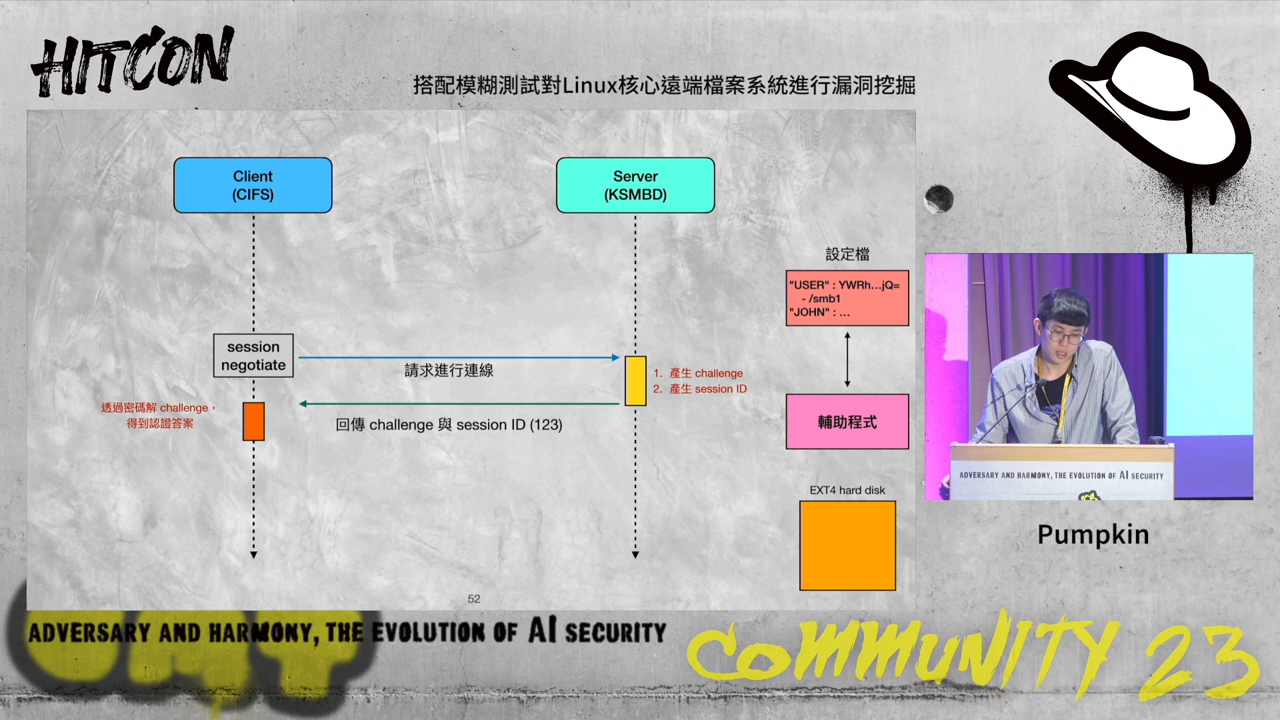 HITCON
搭配模糊測試對Linux核心遠端檔案系統進行漏洞挖掘
Client
(CIFS)
Server
(KSMBD)
設定檔
"USER" : YWRh...jQ=
- /smb1
"JOHN" : ...
session
negotiate
請求進行連線
1. 產生 challenge
2. 產生 session ID
透過密碼解 challenge，
得到認證答案
回傳 challenge 與 session ID (123)
輔助程式
EXT4 hard disk
52
ADVERSARY AND HARMONY, THE EVOLUTION OF AI SECURITY
Pumpkin
ADVERSARY AND HARMONY, THE EVOLUTION OF AI SECURITY
COMMUNITY 23